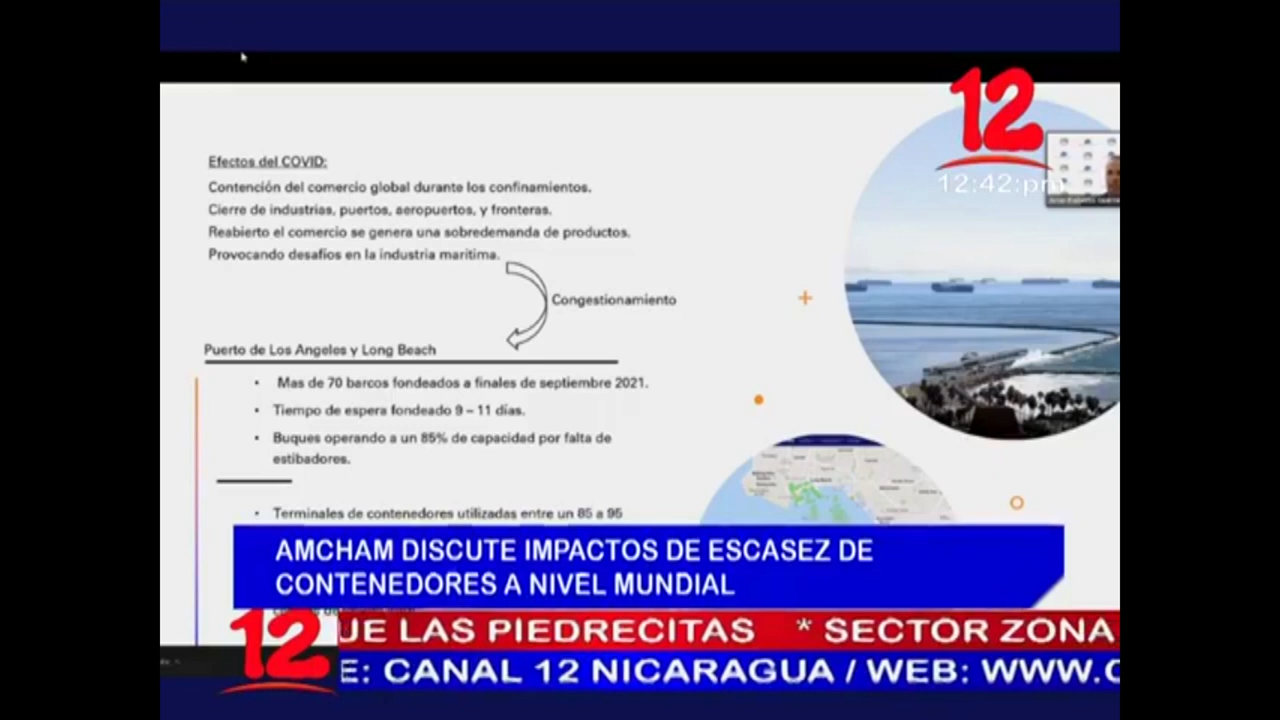 12
12:42:pm
Efectos del COVID:
Contención del comercio global durante los confinamientos.
Cierre de industrias, puertos, aeropuertos, y fronteras.
Reabierto el comercio se genera una sobredemanda de productos.
Provocando desafíos en la industria marítima.
Congestionamiento
Puerto de Los Angeles y Long Beach
• Mas de 70 barcos fondeados a finales de septiembre 2021.
• Tiempo de espera fondeado 9 – 11 días.
• Buques operando a un 85% de capacidad por falta de
estibadores.
• Terminales de contenedores utilizadas entre un 85 a 95
AMCHAM DISCUTE IMPACTOS DE ESCASEZ DE
CONTENEDORES A NIVEL MUNDIAL
12
UE LAS PIEDRECITAS * SECTOR ZONA
E: CANAL 12 NICARAGUA / WEB: WWW.C